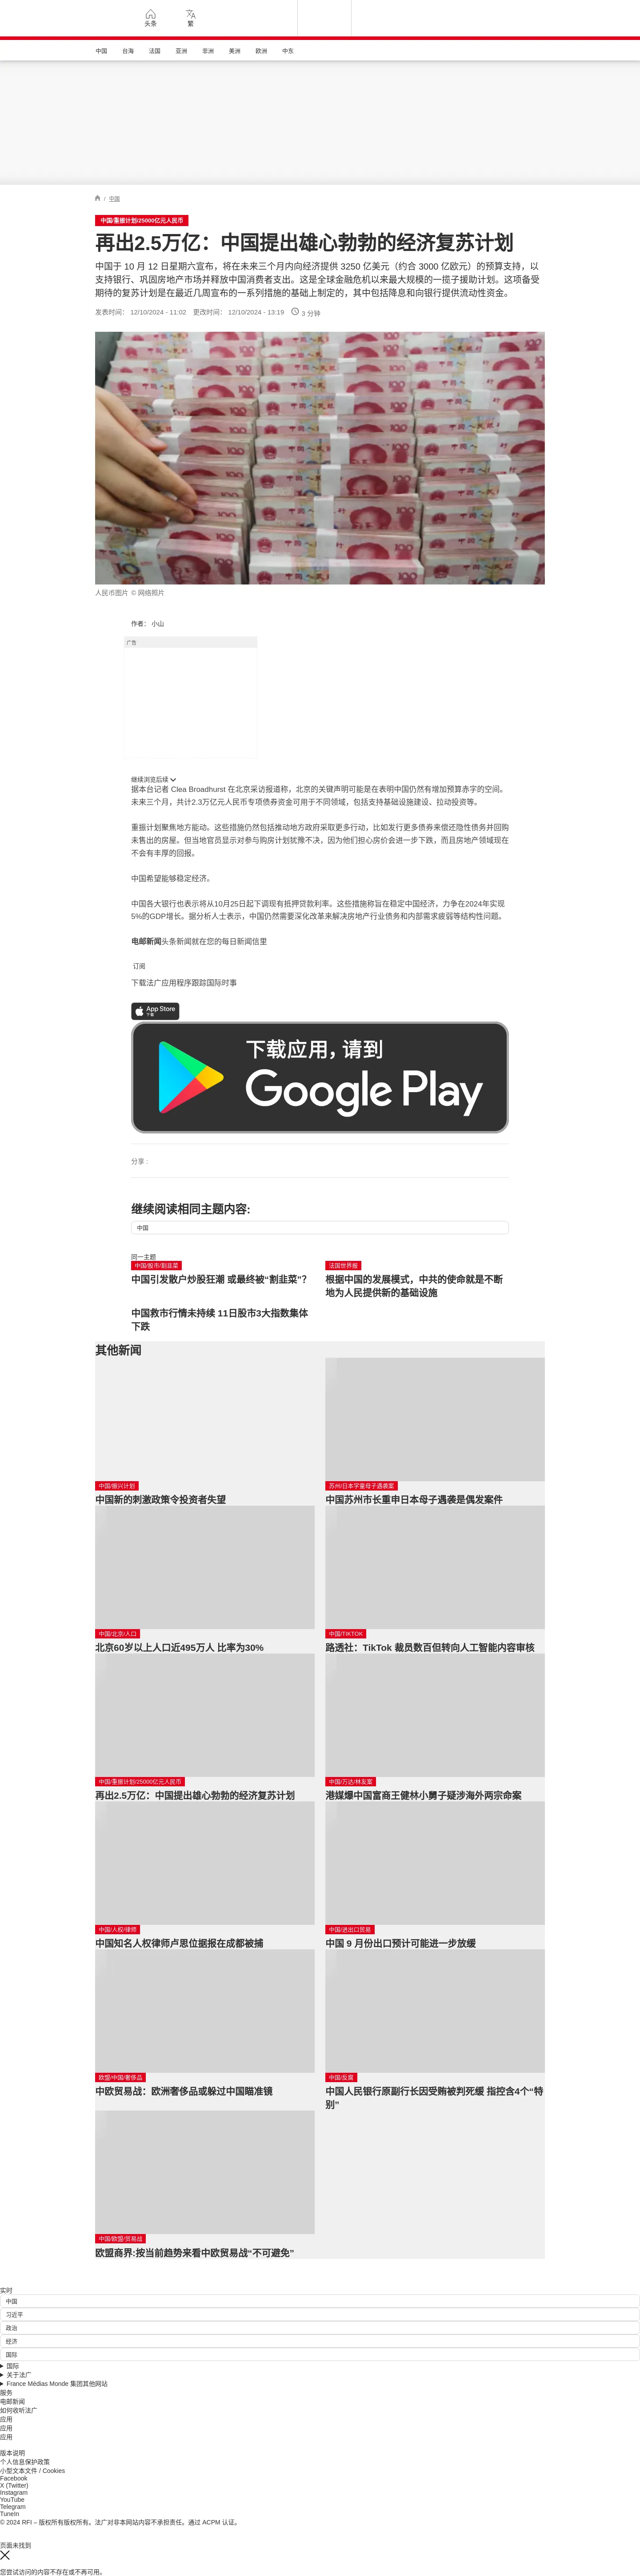 头条
繁
中国
台海
法国
亚洲
非洲
美洲
欧洲
中东
/ 中国
中国/重振计划/25000亿元人民币
再出2.5万亿：中国提出雄心勃勃的经济复苏计划
中国于 10 月 12 日星期六宣布，将在未来三个月内向经济提供 3250 亿美元（约合 3000 亿欧元）的预算支持，以
支持银行、巩固房地产市场并释放中国消费者支出。这是全球金融危机以来最大规模的一揽子援助计划。这项备受
期待的复苏计划是在最近几周宣布的一系列措施的基础上制定的，其中包括降息和向银行提供流动性资金。
发表时间： 12/10/2024 - 11:02 更改时间： 12/10/2024 - 13:19 3 分钟
人民币图片 © 网络照片
作者： 小山
广告
继续浏览后续
据本台记者 Clea Broadhurst 在北京采访报道称，北京的关键声明可能是在表明中国仍然有增加预算赤字的空间。
未来三个月，共计2.3万亿元人民币专项债券资金可用于不同领域，包括支持基础设施建设、拉动投资等。
重振计划聚焦地方能动。这些措施仍然包括推动地方政府采取更多行动，比如发行更多债券来偿还隐性债务并回购
未售出的房屋。但当地官员显示对参与购房计划犹豫不决，因为他们担心房价会进一步下跌，而且房地产领域现在
不会有丰厚的回报。
中国希望能够稳定经济。
中国各大银行也表示将从10月25日起下调现有抵押贷款利率。这些措施称旨在稳定中国经济，力争在2024年实现
5%的GDP增长。据分析人士表示，中国仍然需要深化改革来解决房地产行业债务和内部需求疲弱等结构性问题。
电邮新闻头条新闻就在您的每日新闻信里
订阅
下载法广应用程序跟踪国际时事
App Store
下载
下载应用，请到
Google Play
分享 :
继续阅读相同主题内容:
中国
同一主题
中国/股市/割韭菜
中国引发散户炒股狂潮 或最终被“割韭菜”？
法国世界报
根据中国的发展模式，中共的使命就是不断
地为人民提供新的基础设施
中国救市行情未持续 11日股市3大指数集体
下跌
其他新闻
中国/振兴计划
中国新的刺激政策令投资者失望
苏州/日本学童母子遇袭案
中国苏州市长重申日本母子遇袭是偶发案件
中国/北京/人口
北京60岁以上人口近495万人 比率为30%
中国/TIKTOK
路透社：TikTok 裁员数百但转向人工智能内容审核
中国/重振计划/25000亿元人民币
再出2.5万亿：中国提出雄心勃勃的经济复苏计划
中国/万达/林友案
港媒爆中国富商王健林小舅子疑涉海外两宗命案
中国/人权/律师
中国知名人权律师卢思位据报在成都被捕
中国/进出口贸易
中国 9 月份出口预计可能进一步放缓
欧盟/中国/奢侈品
中欧贸易战：欧洲奢侈品或躲过中国瞄准镜
中国/反腐
中国人民银行原副行长因受贿被判死缓 指控含4个“特
别”
中国/欧盟/贸易战
欧盟商界:按当前趋势来看中欧贸易战“不可避免”
实时
中国
习近平
政治
经济
国际
国际
关于法广
France Médias Monde 集团其他网站
服务
电邮新闻
如何收听法广
应用
应用
应用
版本说明
个人信息保护政策
小型文本文件 / Cookies
Facebook
X (Twitter)
Instagram
YouTube
Telegram
TuneIn
© 2024 RFI – 版权所有版权所有。法广对非本网站内容不承担责任。通过 ACPM 认证。
页面未找到
您尝试访问的内容不存在或不再可用。